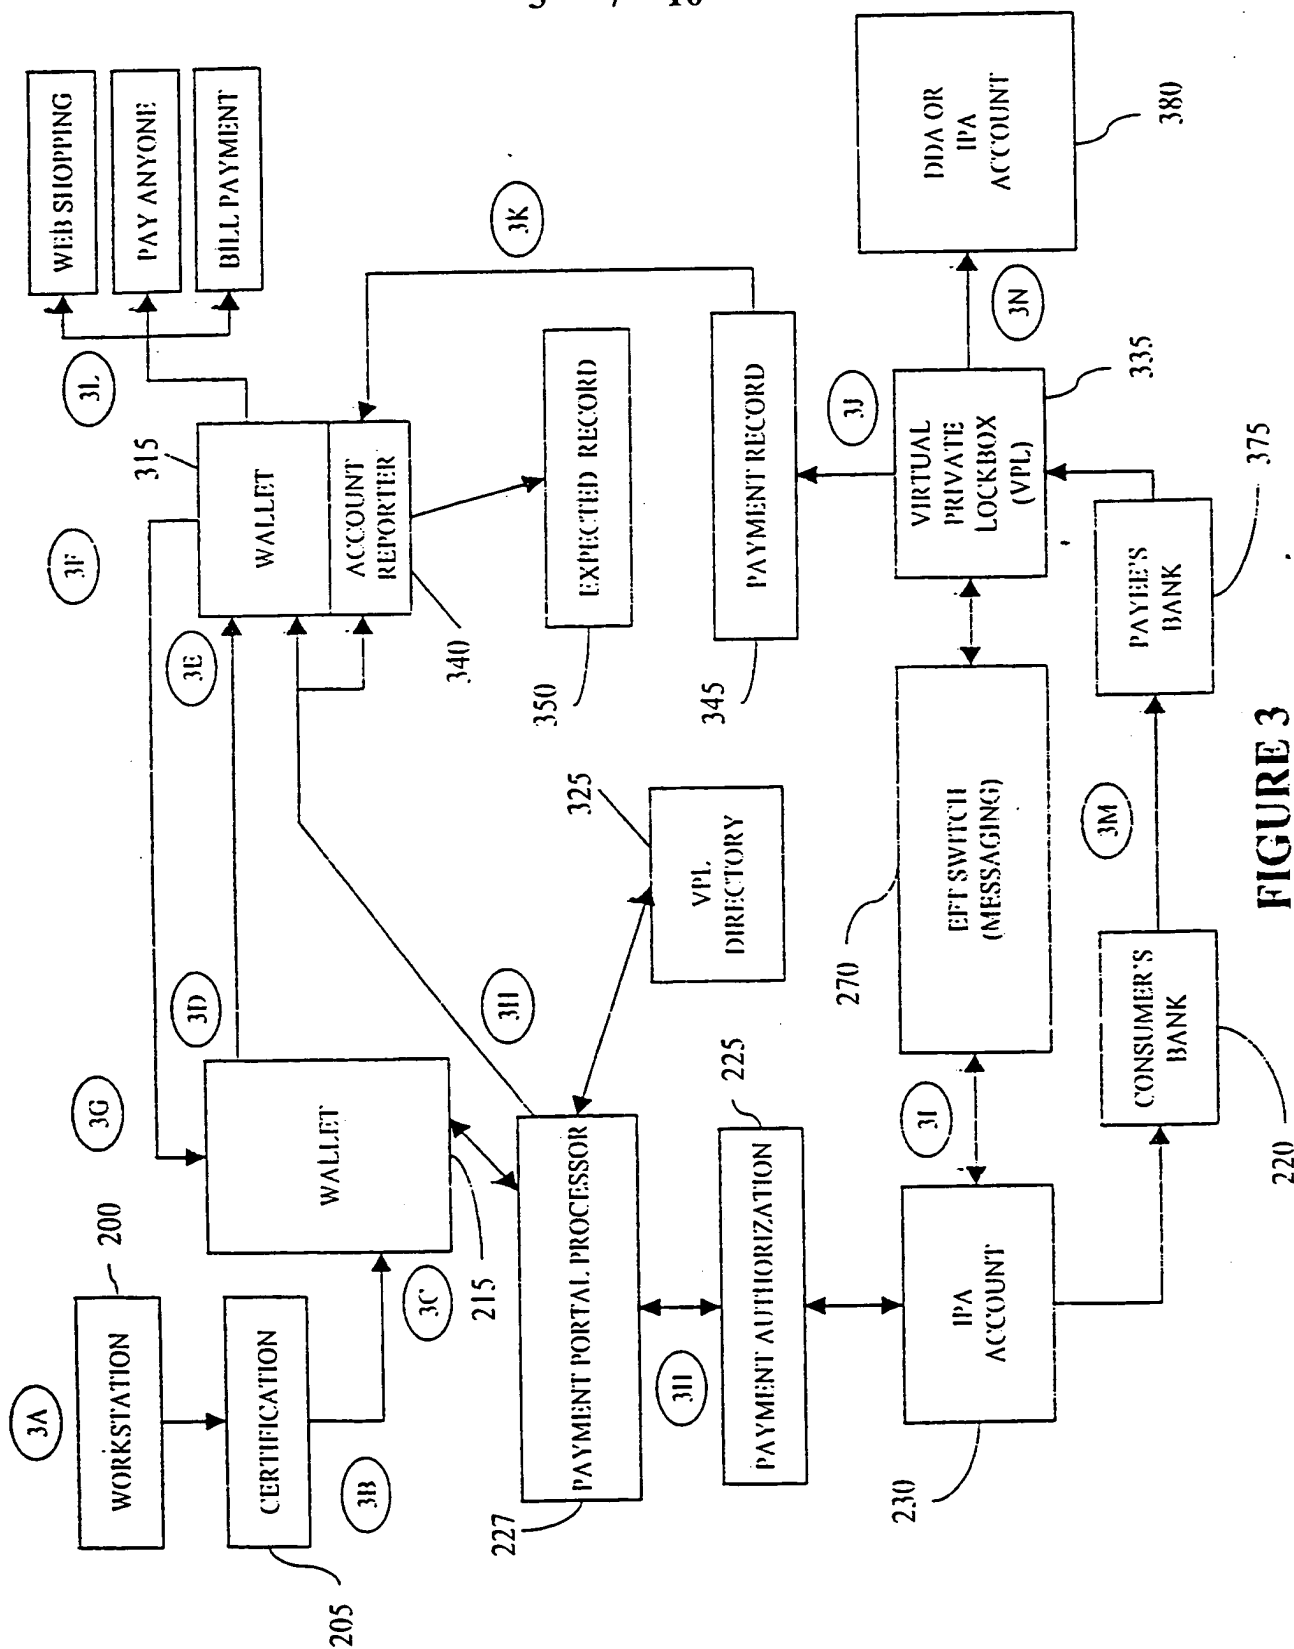 3 / 10
3A
WORKSTATION
200
CERTIFICATION
205
3B
3C
3G
WALLET
215
3D
3E
3F
WALLET
315
ACCOUNT
REPORTER
340
3L
WEB SHOPPING
PAY ANYONE
BILL PAYMENT
3K
EXPECTED RECORD
350
PAYMENT RECORD
345
3H
PAYMENT PORTAL PROCESSOR
227
VPL
DIRECTORY
325
3H
PAYMENT AUTHORIZATION
225
IPA
ACCOUNT
230
3I
EFT SWITCH
(MESSAGING)
270
VIRTUAL
PRIVATE
LOCKBOX
(VPL)
335
3J
3N
DDA OR
IPA
ACCOUNT
380
CONSUMER'S
BANK
220
3M
PAYEE'S
BANK
375
FIGURE 3